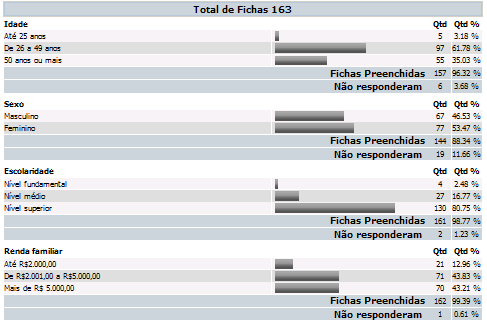 Total de Fichas 163
Idade Qtd Qtd %
Até 25 anos 5 3.18 %
De 26 a 49 anos 97 61.78 %
50 anos ou mais 55 35.03 %
Fichas Preenchidas 157 96.32 %
Não responderam 6 3.68 %
Sexo Qtd Qtd %
Masculino 67 46.53 %
Feminino 77 53.47 %
Fichas Preenchidas 144 88.34 %
Não responderam 19 11.66 %
Escolaridade Qtd Qtd %
Nível fundamental 4 2.48 %
Nível médio 27 16.77 %
Nível superior 130 80.75 %
Fichas Preenchidas 161 98.77 %
Não responderam 2 1.23 %
Renda familiar Qtd Qtd %
Até R$2.000,00 21 12.96 %
De R$2.001,00 a R$5.000,00 71 43.83 %
Mais de R$ 5.000,00 70 43.21 %
Fichas Preenchidas 162 99.39 %
Não responderam 1 0.61 %